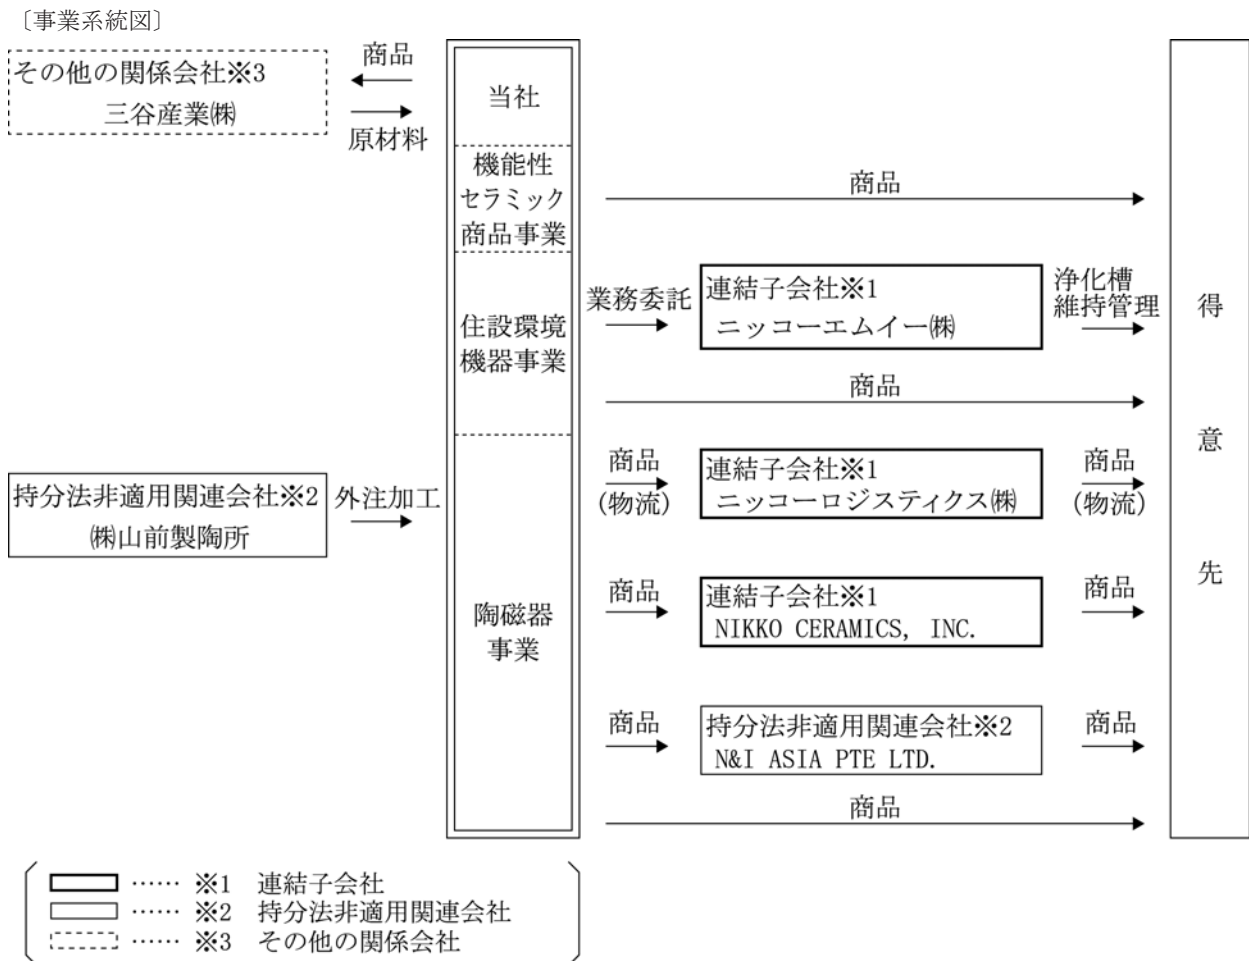 〔事業系統図〕
その他の関係会社※3
三谷産業㈱
商品
原材料
当社
機能性
セラミック
商品事業
商品
住設環境
機器事業
業務委託
連結子会社※1
ニッコーエムイー㈱
浄化槽
維持管理
商品
持分法非適用関連会社※2
㈱山前製陶所
外注加工
陶磁器
事業
商品
(物流)
連結子会社※1
ニッコーロジスティクス㈱
商品
(物流)
商品
連結子会社※1
NIKKO CERAMICS, INC.
商品
商品
持分法非適用関連会社※2
N&I ASIA PTE LTD.
商品
商品
得意先
…… ※1 連結子会社
…… ※2 持分法非適用関連会社
…… ※3 その他の関係会社